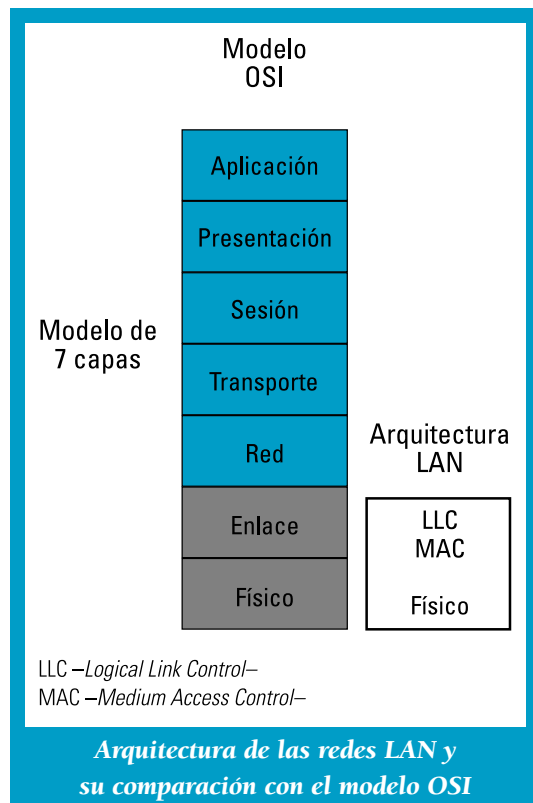 Modelo
OSI
Aplicación
Presentación
Sesión
Modelo de
7 capas
Transporte
Red
Arquitectura
LAN
Enlace
LLC
MAC
Físico
Físico
LLC –Logical Link Control–
MAC –Medium Access Control–
Arquitectura de las redes LAN y
su comparación con el modelo OSI